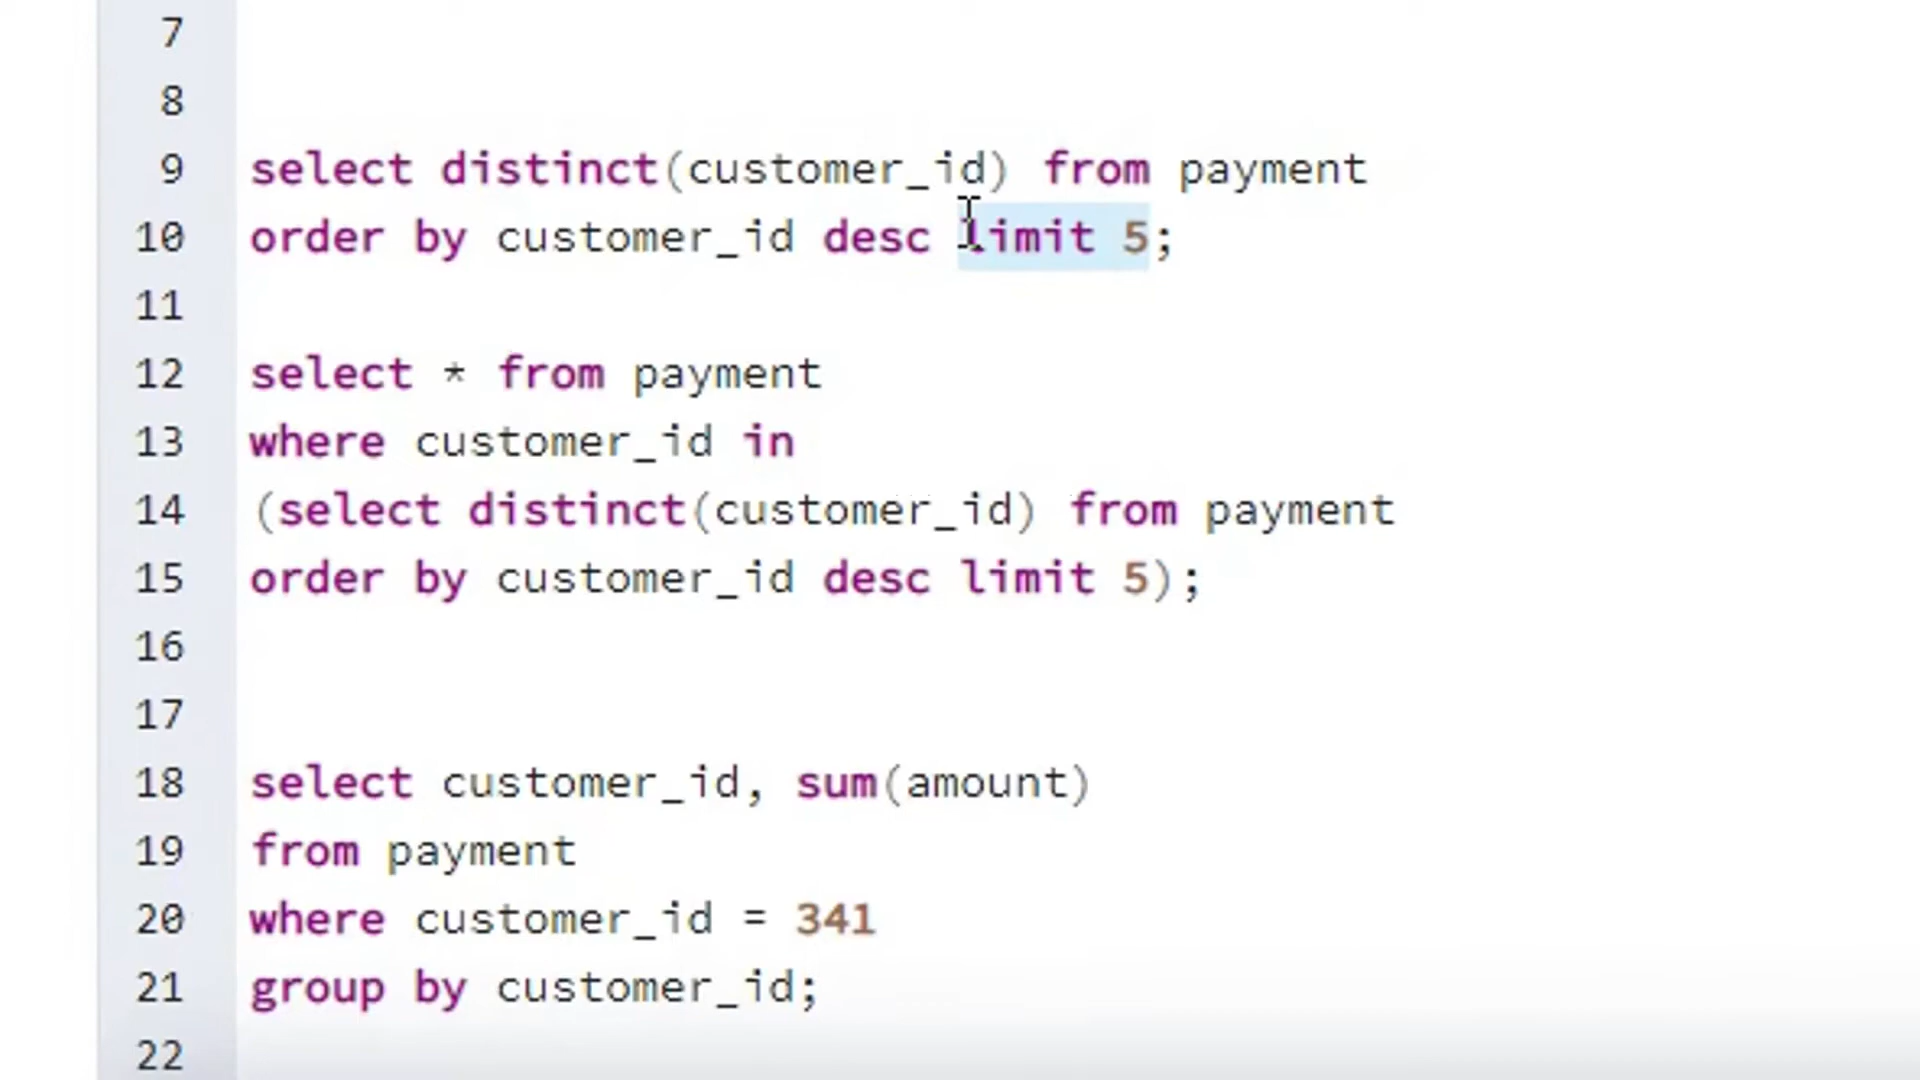 7
8
9 select distinct(customer_id) from payment
10 order by customer_id desc limit 5;
11
12 select * from payment
13 where customer_id in
14 (select distinct(customer_id) from payment
15 order by customer_id desc limit 5);
16
17
18 select customer_id, sum(amount)
19 from payment
20 where customer_id = 341
21 group by customer_id;
22